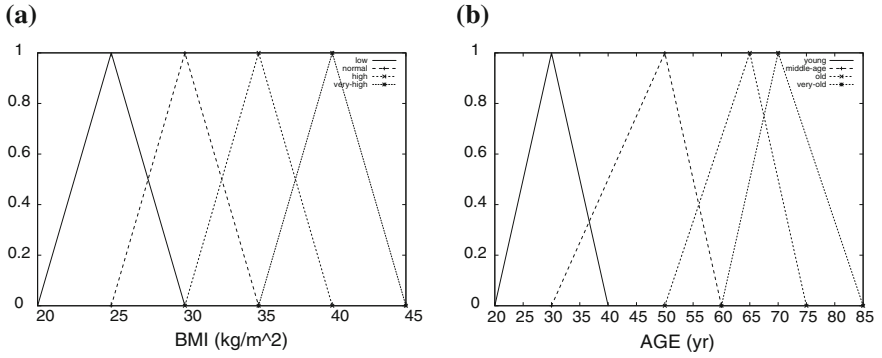 (a)
1
0.8
0.6
0.4
0.2
0
20 25 30 35 40 45
BMI (kg/m^2)
low
normal
high
very-high
(b)
1
0.8
0.6
0.4
0.2
0
20 25 30 35 40 45 50 55 60 65 70 75 80 85
AGE (yr)
young
middle-age
old
very-old